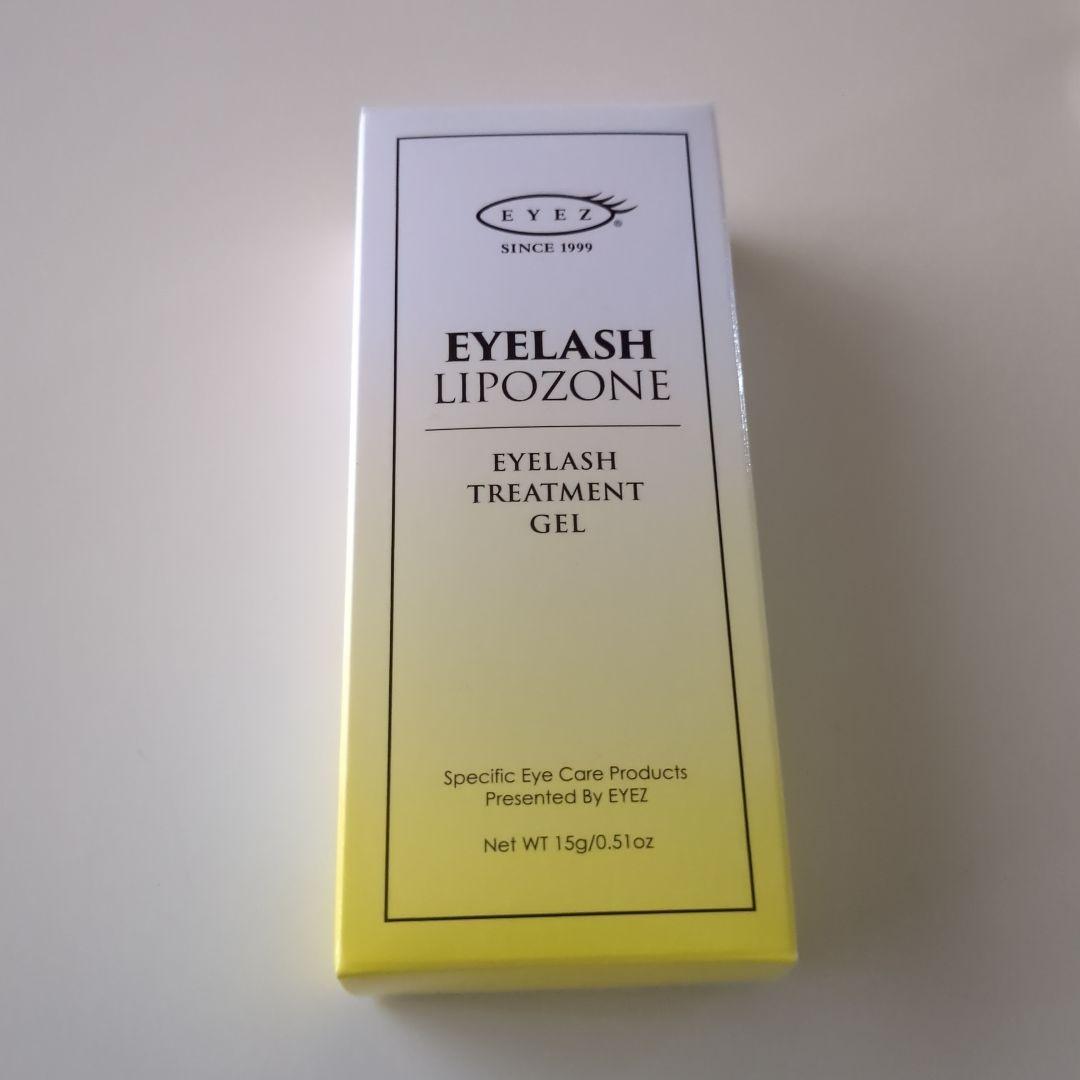 EYEZ®
SINCE 1999
EYELASH
LIPOZONE
EYELASH
TREATMENT
GEL
Specific Eye Care Products
Presented By EYEZ
Net WT 15g/0.51oz